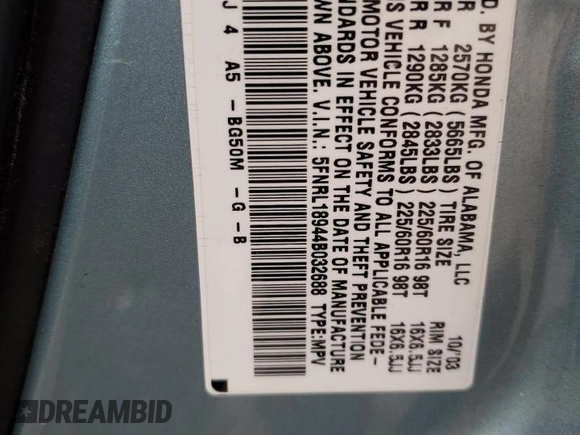 D. BY HONDA MFG. OF ALABAMA, LLC 10/'03
R 2570KG (5665LBS) TIRE SIZE RIM SIZE
R F 1285KG (2833LBS) 225/60R16 98T 16X6.5JJ
R R 1290KG (2845LBS) 225/60R16 98T 16X6.5JJ
S VEHICLE CONFORMS TO ALL APPLICABLE FEDE-
MOTOR VEHICLE SAFETY AND THEFT PREVENTION
NDARDS IN EFFECT ON THE DATE OF MANUFACTURE
WN ABOVE. V.I.N.: 5FNRL18944B032688 TYPE:MPV
J 4 A5 - BG50M - G - B
DREAMBID